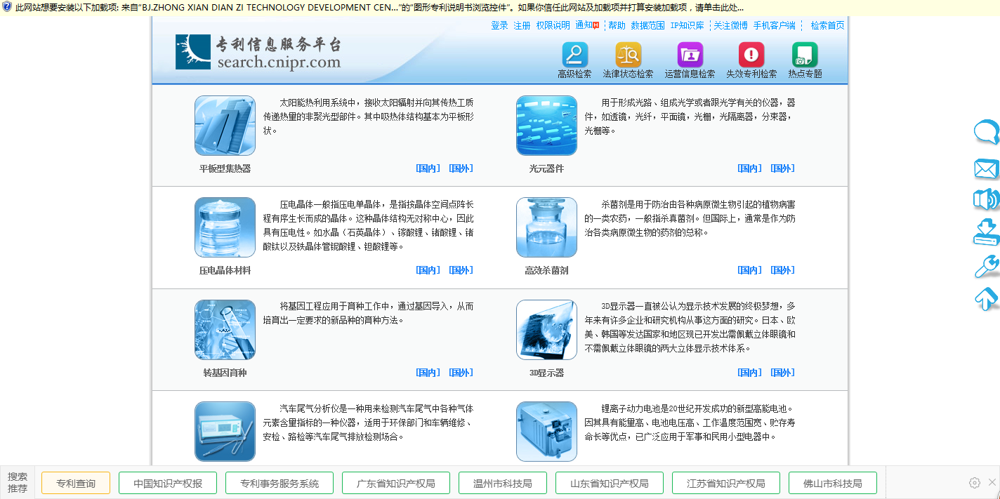 此网站想要安装以下加载项: 来自“BJ.ZHONG XIAN DIAN ZI TECHNOLOGY DEVELOPMENT CEN...”的“图形专利说明书浏览控件”。如果你信任此网站及加载项并打算安装加载项，请单击此处...
登录 注册 权限说明 通知 帮助 数据范围 IP知识库 关注微博 手机客户端 检索首页
专利信息服务平台
search.cnipr.com
高级检索 法律状态检索 运营信息检索 失效专利检索 热点专题
太阳能热利用系统中，接收太阳辐射并向其传热工质
传递热量的非聚光型部件。其中吸热体结构基本为平板形
状。
平板型集热器 [国内] [国外]
用于形成光路、组成光学或者跟光学有关的仪器，器
件，如透镜，光纤，平面镜，光栅，光隔离器，分束器，
光栅等。
光元器件 [国内] [国外]
压电晶体一般指压电单晶体，是指按晶体空间点阵长
程有序生长而成的晶体。这种晶体结构无对称中心，因此
具有压电性。如水晶（石英晶体）、镓酸锂、锗酸锂、锗
酸钛以及铁晶体管铌酸锂、钽酸锂等。
压电晶体材料 [国内] [国外]
杀菌剂是用于防治由各种病原微生物引起的植物病害
的一类农药，一般指杀真菌剂。但国际上，通常是作为防
治各类病原微生物的药剂的总称。
高效杀菌剂 [国内] [国外]
将基因工程应用于育种工作中，通过基因导入，从而
培育出一定要求的新品种的育种方法。
转基因育种 [国内] [国外]
3D显示器一直被公认为显示技术发展的终极梦想，多
年来有许多企业和研究机构从事这方面的研究。日本、欧
美、韩国等发达国家和地区现已开发出需佩戴立体眼镜和
不需佩戴立体眼镜的两大立体显示技术体系。
3D显示器 [国内] [国外]
汽车尾气分析仪是一种用来检测汽车尾气中各种气体
元素含量指标的一种仪器，适用于环保部门和车辆维修、
安检、路检等汽车尾气排放检测场合。
锂离子动力电池是20世纪开发成功的新型高能电池。
因其具有能量高、电池电压高、工作温度范围宽、贮存寿
命长等优点，已广泛应用于军事和民用小型电器中。
搜索
推荐
专利查询 中国知识产权报 专利事务服务系统 广东省知识产权局 温州市科技局 山东省知识产权局 江苏省知识产权局 佛山市科技局